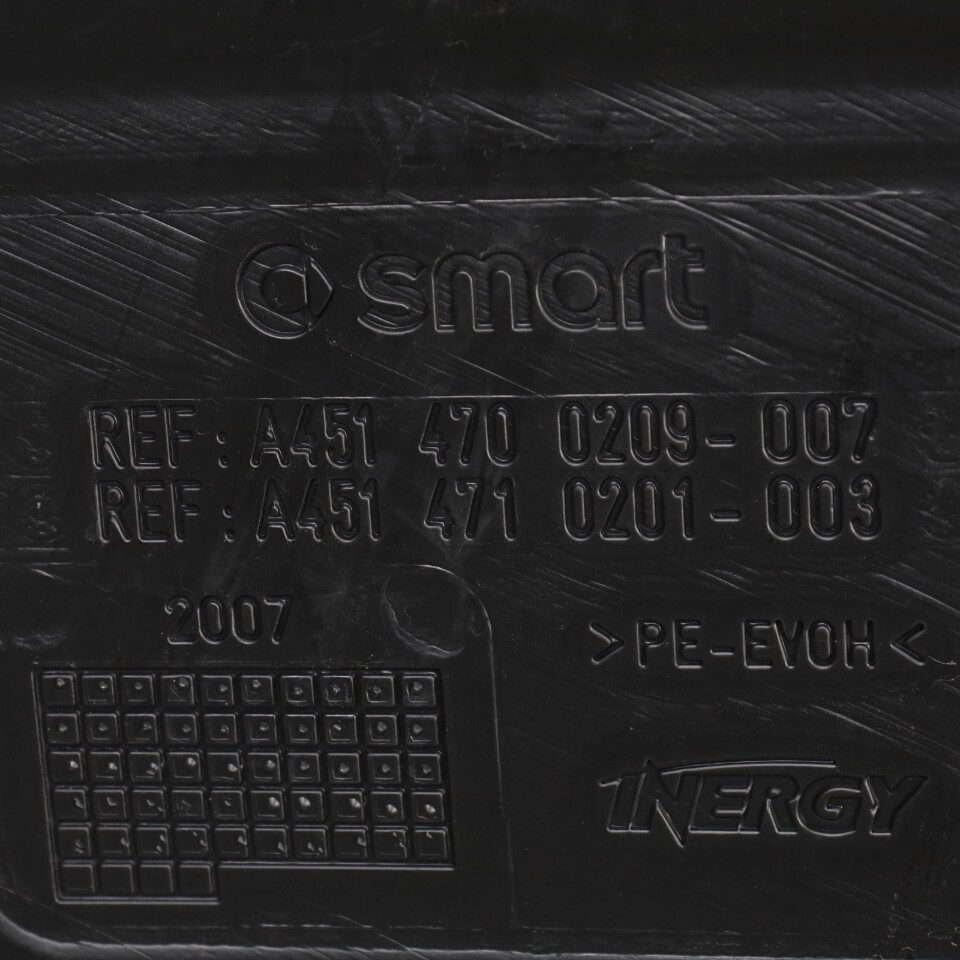 smart
REF: A451 470 0209-007
REF: A451 471 0201-003
2007
>PE-EVOH<
INERGY